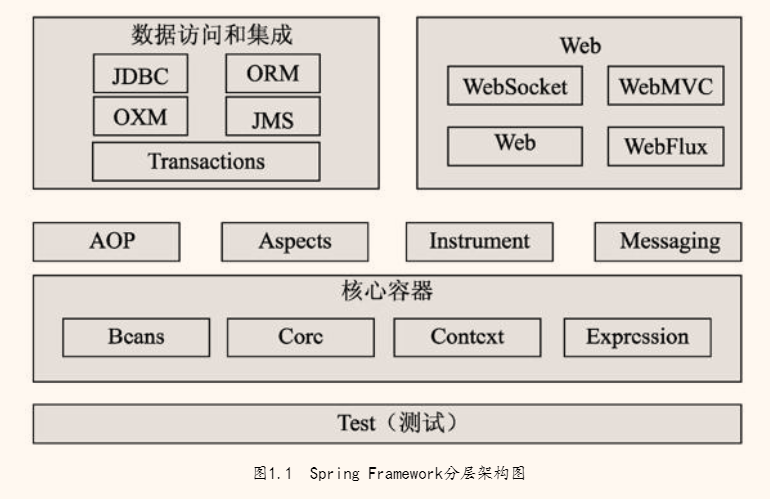 数据访问和集成
JDBC
ORM
OXM
JMS
Transactions
Web
WebSocket
WebMVC
Web
WebFlux
AOP
Aspects
Instrument
Messaging
核心容器
Beans
Core
Context
Expression
Test（测试）
图1.1 Spring Framework分层架构图